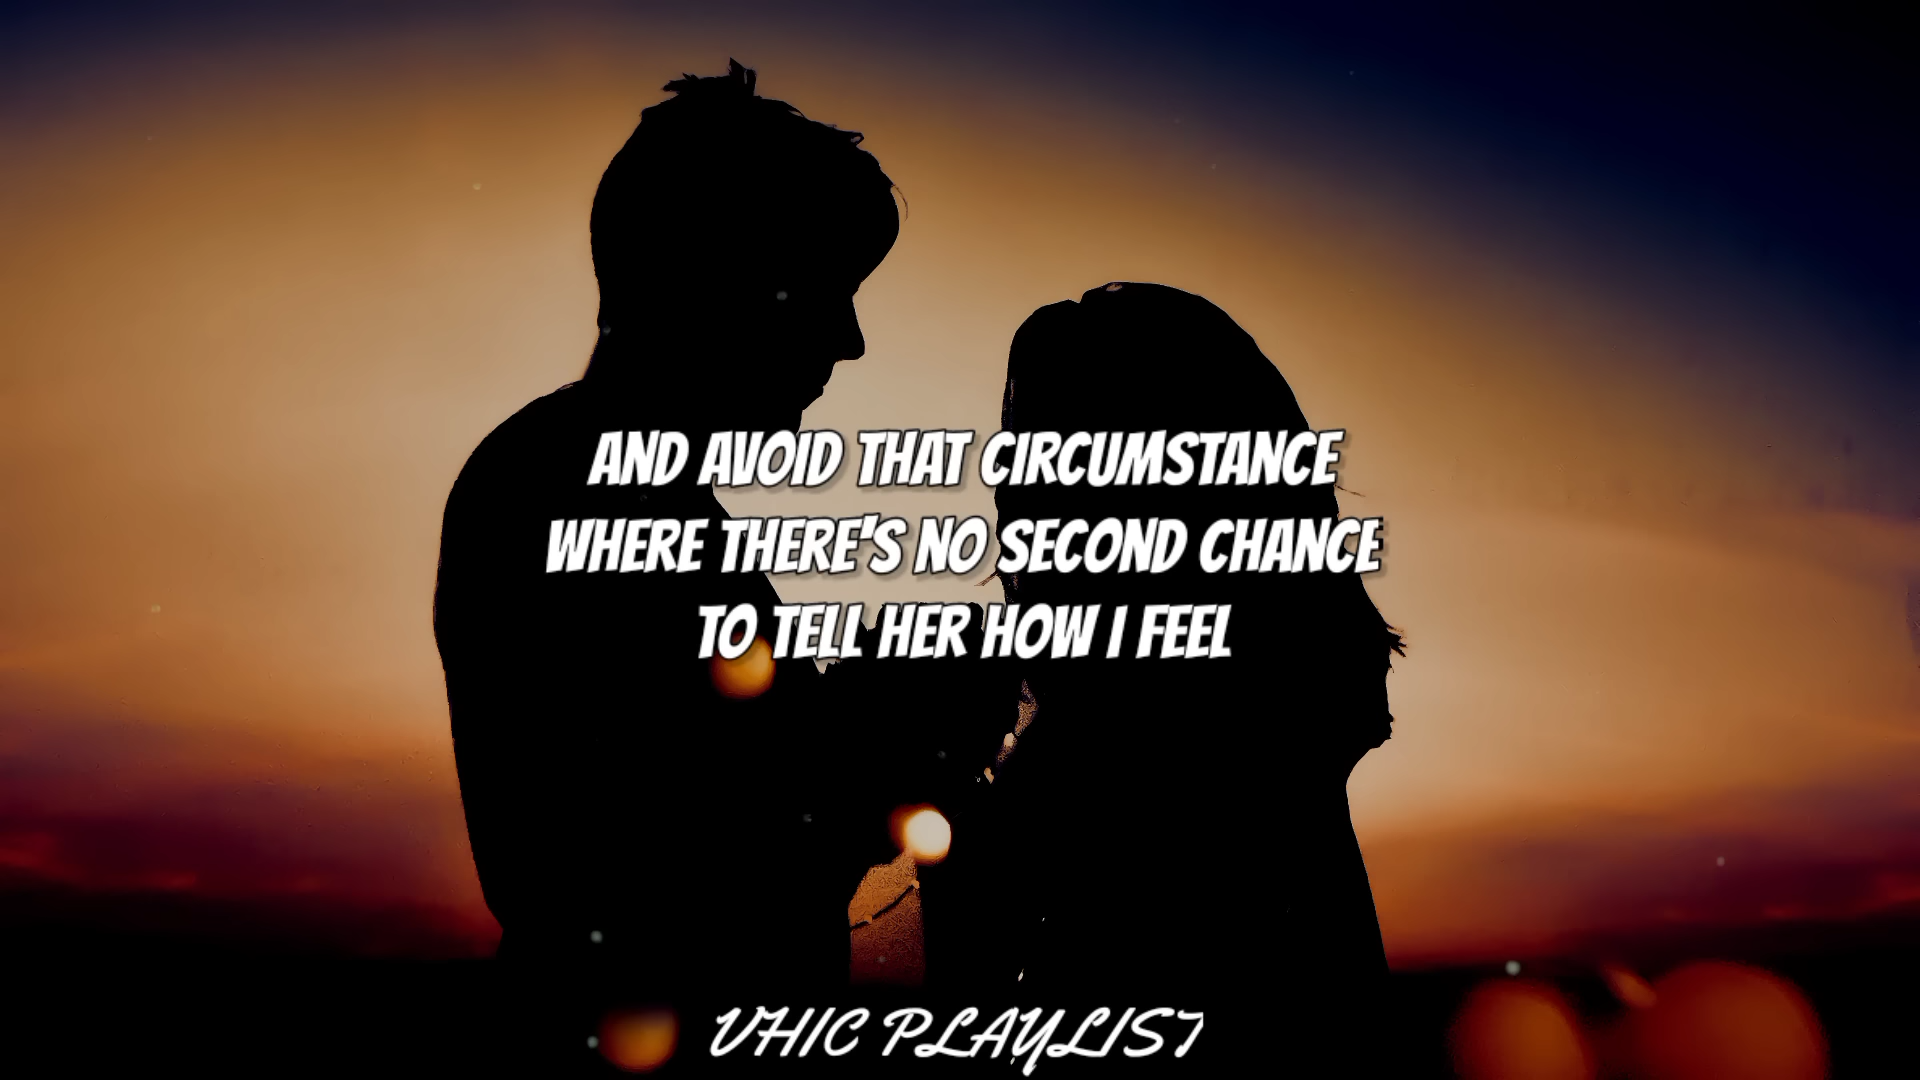 AND AVOID THAT CIRCUMSTANCE
WHERE THERE'S NO SECOND CHANCE
TO TELL HER HOW I FEEL
VHIC PLAYLIST